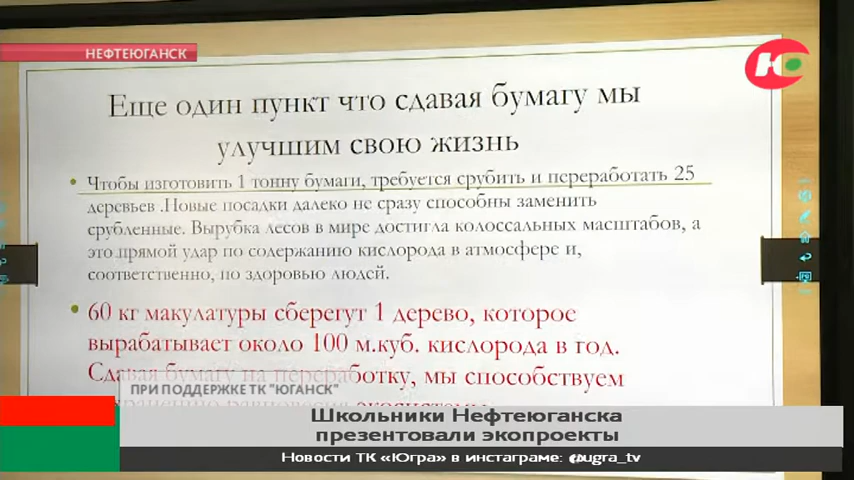 НЕФТЕЮГАНСК
Ю
Еще один пункт что сдавая бумагу мы
улучшим свою жизнь
• Чтобы изготовить 1 тонну бумаги, требуется срубить и переработать 25
деревьев .Новые посадки далеко не сразу способны заменить
срубленные. Вырубка лесов в мире достигла колоссальных масштабов, а
это прямой удар по содержанию кислорода в атмосфере и,
соответственно, по здоровью людей.
• 60 кг макулатуры сберегут 1 дерево, которое
вырабатывает около 100 м.куб. кислорода в год.
Сдавая бумагу на переработку, мы способствуем
ПРИ ПОДДЕРЖКЕ ТК "ЮГАНСК"
Школьники Нефтеюганска
презентовали экопроекты
Новости ТК «Югра» в инстаграме: @ugra_tv